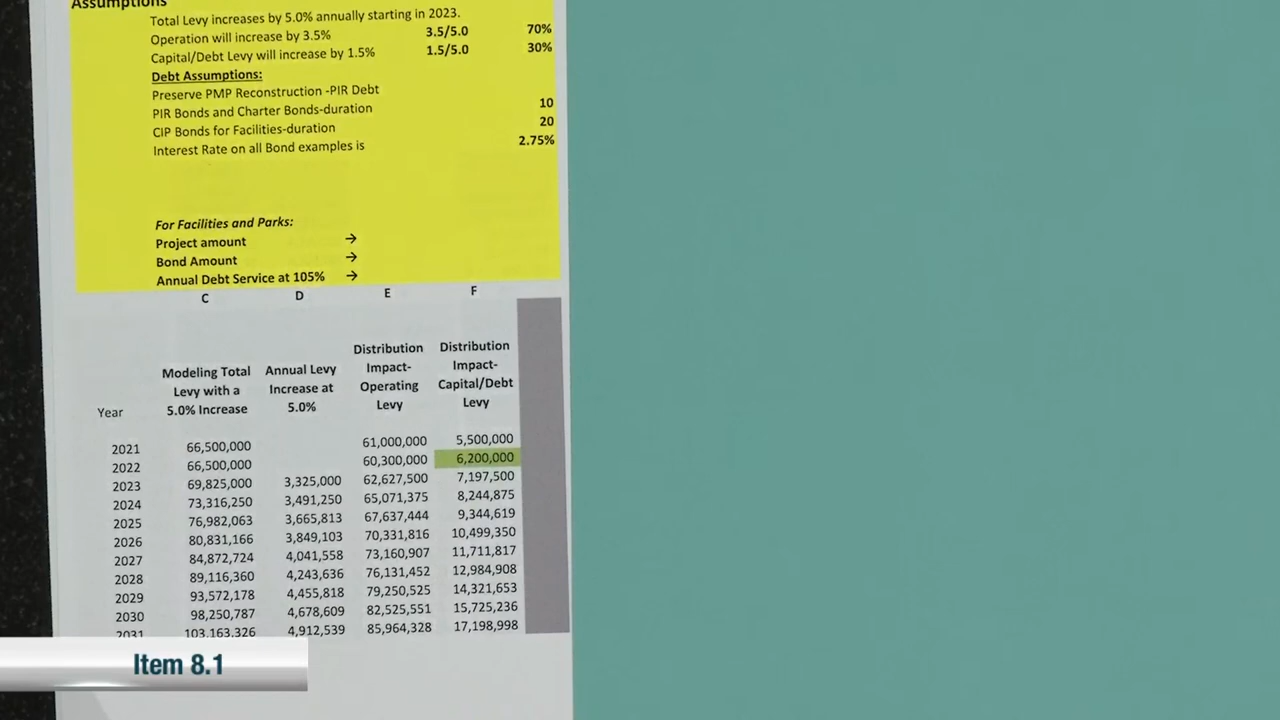 Assumptions
Total Levy increases by 5.0% annually starting in 2023.
Operation will increase by 3.5% 3.5/5.0 70%
Capital/Debt Levy will increase by 1.5% 1.5/5.0 30%
Debt Assumptions:
Preserve PMP Reconstruction -PIR Debt
PIR Bonds and Charter Bonds-duration 10
CIP Bonds for Facilities-duration 20
Interest Rate on all Bond examples is 2.75%
For Facilities and Parks:
Project amount →
Bond Amount →
Annual Debt Service at 105% →
C D E F
Distribution Distribution
Modeling Total Annual Levy Impact- Impact-
Levy with a Increase at Operating Capital/Debt
Year 5.0% Increase 5.0% Levy Levy
2021 66,500,000 61,000,000 5,500,000
2022 66,500,000 60,300,000 6,200,000
2023 69,825,000 3,325,000 62,627,500 7,197,500
2024 73,316,250 3,491,250 65,071,375 8,244,875
2025 76,982,063 3,665,813 67,637,444 9,344,619
2026 80,831,166 3,849,103 70,331,816 10,499,350
2027 84,872,724 4,041,558 73,160,907 11,711,817
2028 89,116,360 4,243,636 76,131,452 12,984,908
2029 93,572,178 4,455,818 79,250,525 14,321,653
2030 98,250,787 4,678,609 82,525,551 15,725,236
2031 103,163,326 4,912,539 85,964,328 17,198,998
Item 8.1